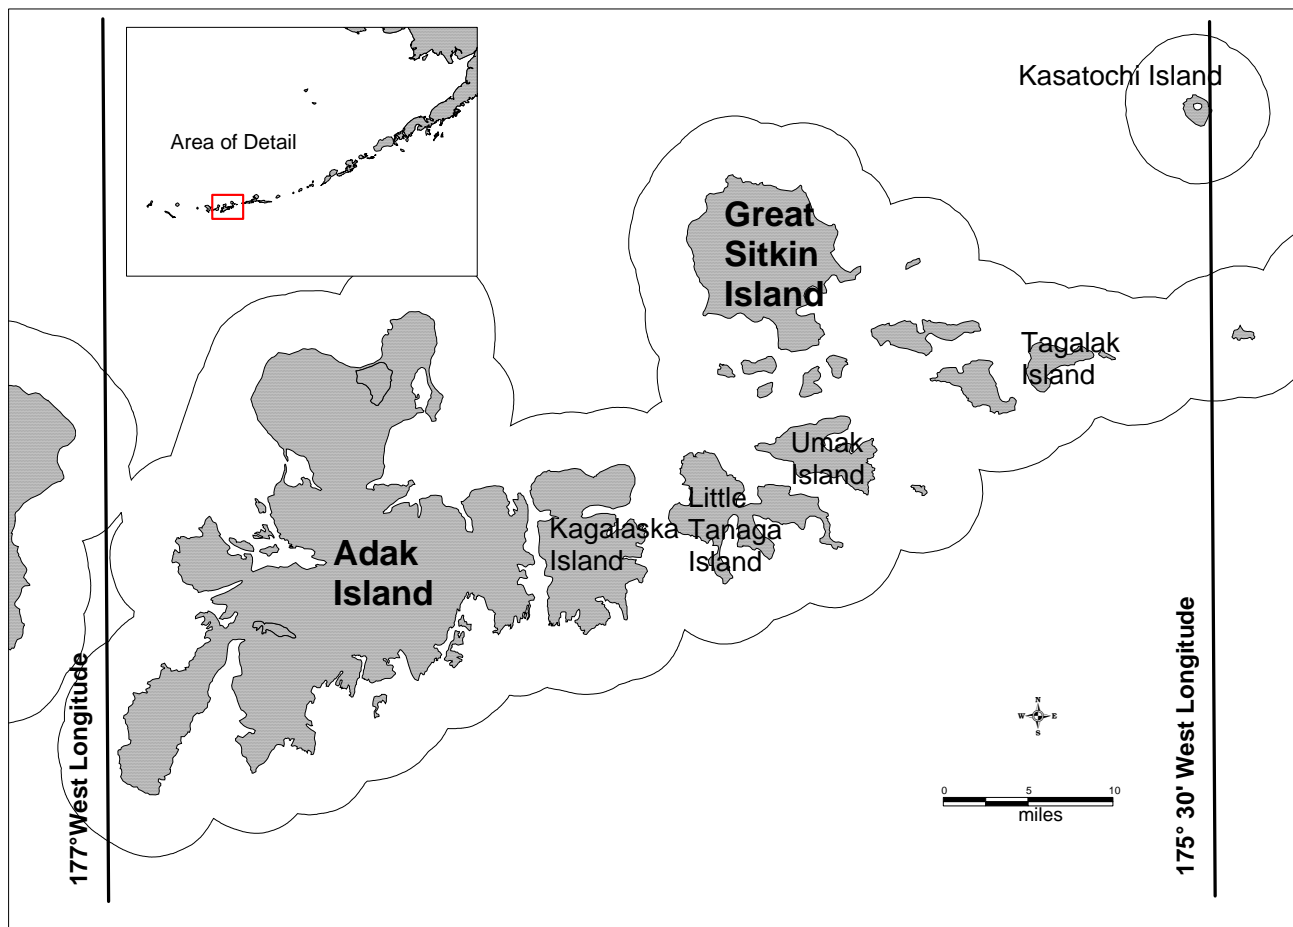 Kasatochi Island
Area of Detail
Great
Sitkin
Island
Tagalak
Island
Umak
Island
Little
Tanaga
Island
Kagalaska
Island
Adak
Island
177°West Longitude
175° 30' West Longitude
N
W E
S
0 5 10
miles